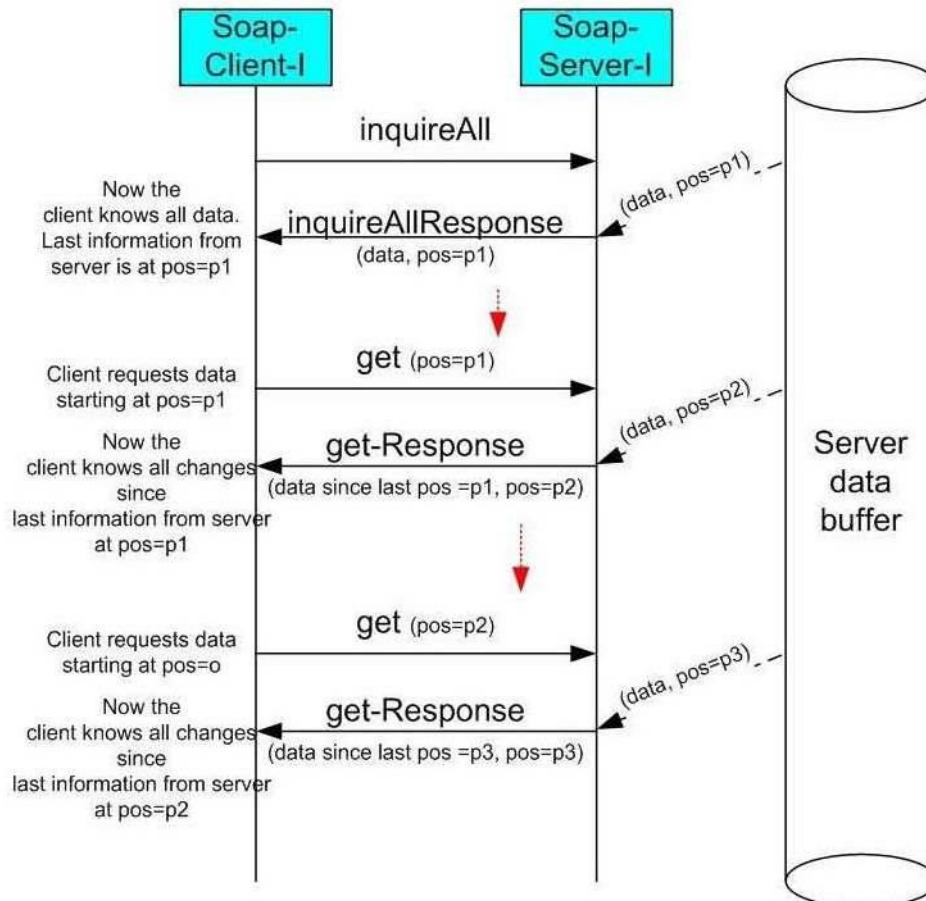 Soap-
Client-I
Soap-
Server-I
inquireAll
(data, pos=p1)
Now the
client knows all data.
Last information from
server is at pos=p1
inquireAllResponse
(data, pos=p1)
get (pos=p1)
Client requests data
starting at pos=p1
(data, pos=p2)
Now the
client knows all changes
since
last information from server
at pos=p1
get-Response
(data since last pos =p1, pos=p2)
Server
data
buffer
get (pos=p2)
Client requests data
starting at pos=o
(data, pos=p3)
Now the
client knows all changes
since
last information from server
at pos=p2
get-Response
(data since last pos =p3, pos=p3)